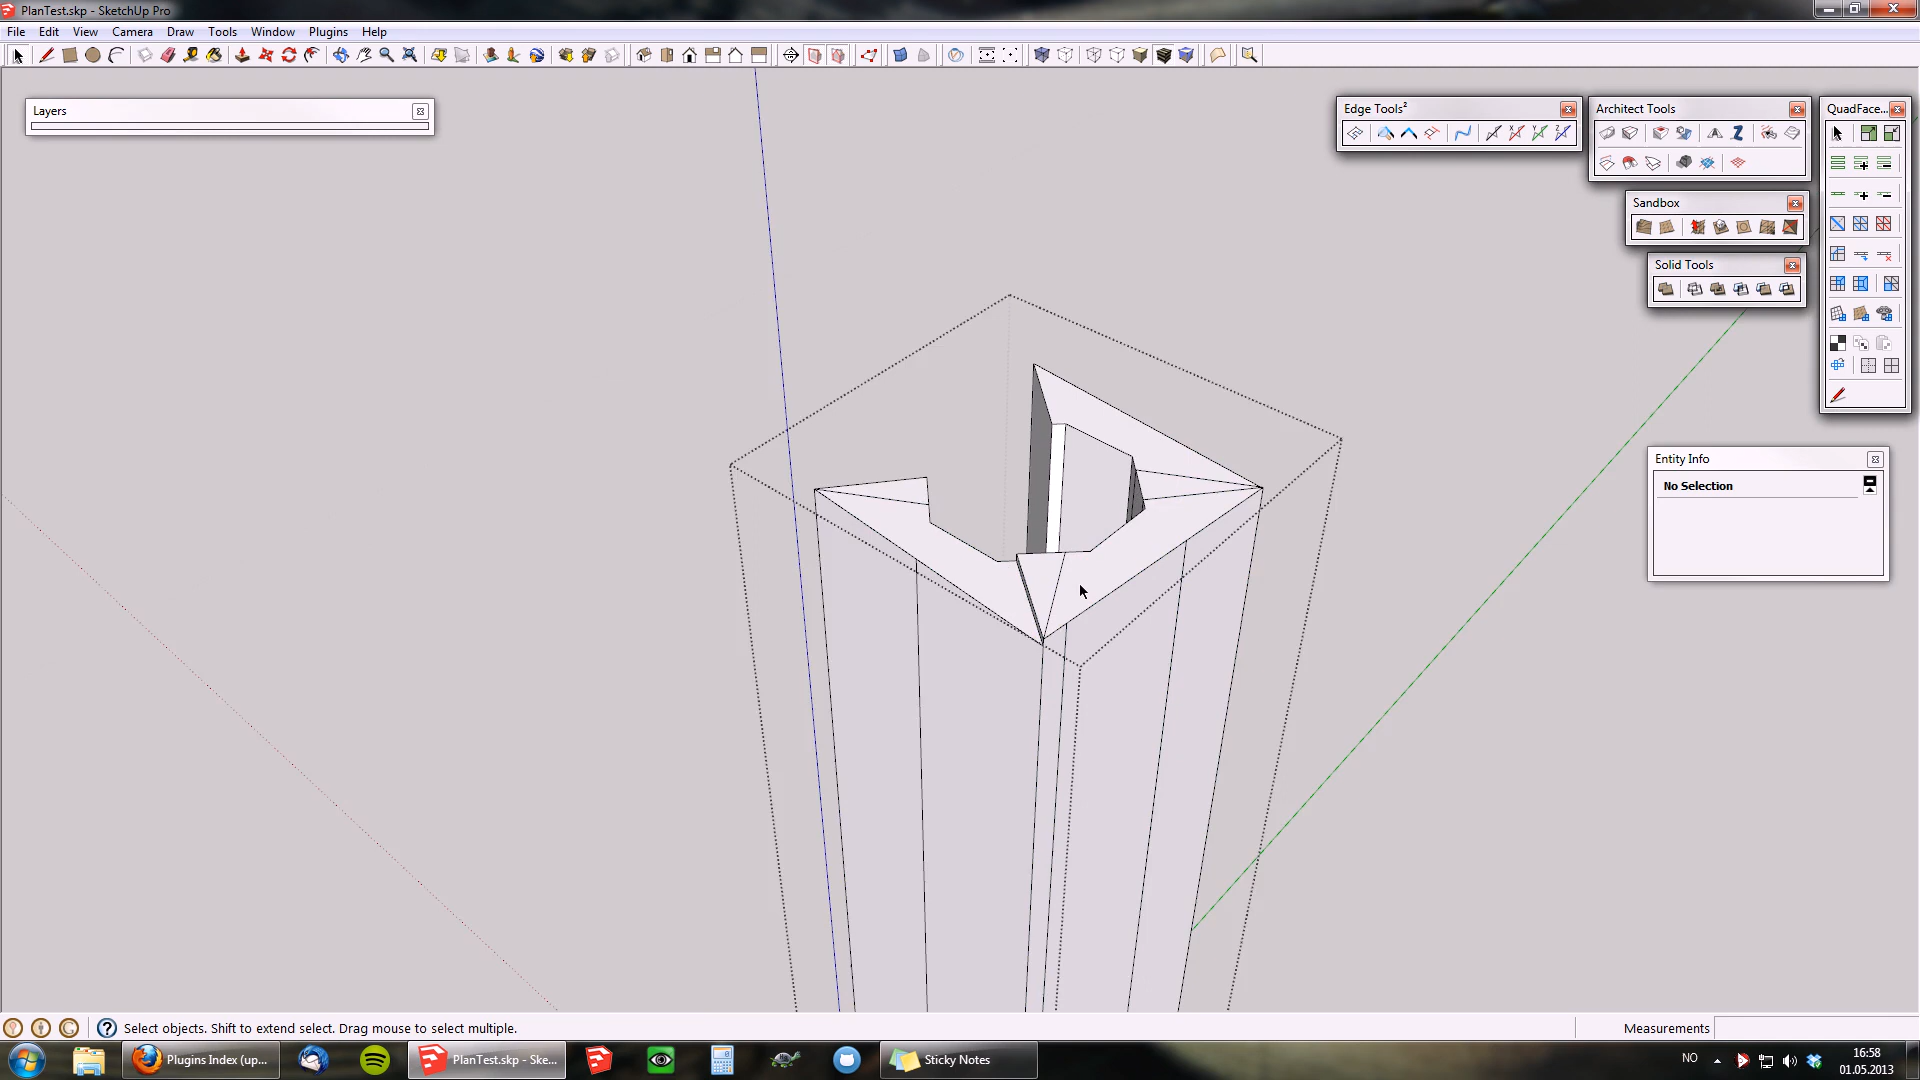 PlanTest.skp - SketchUp Pro
File Edit View Camera Draw Tools Window Plugins Help
Layers
Edge Tools²
Architect Tools
QuadFace...
Sandbox
Solid Tools
Entity Info
No Selection
Select objects. Shift to extend select. Drag mouse to select multiple.
Measurements
Plugins Index (up...
PlanTest.skp - Ske...
Sticky Notes
NO
16:58
01.05.2013